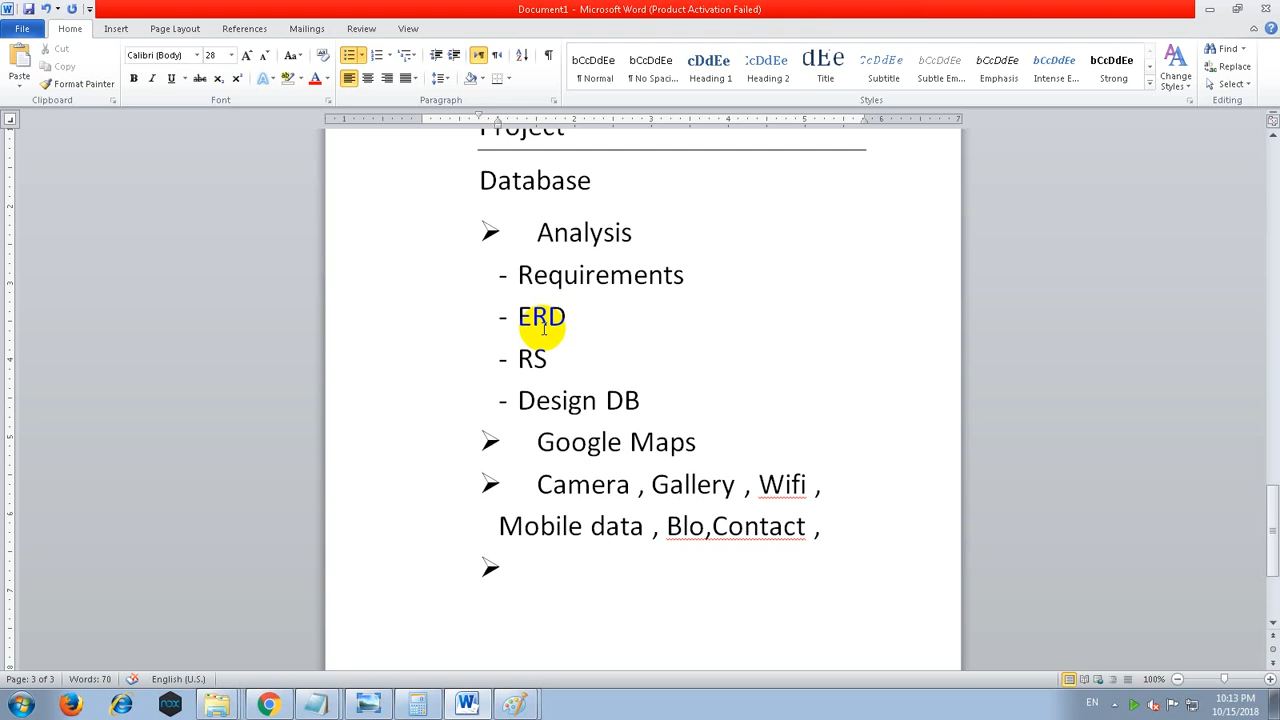 Document1 - Microsoft Word (Product Activation Failed)
File Home Insert Page Layout References Mailings Review View
Paste Cut Copy Format Painter
Calibri (Body) 28
AaBbCcDdEe
¶ Normal ¶ No Spaci... Heading 1 Heading 2 Title Subtitle Subtle Em... Emphasis Intense E... Strong
Change Styles
Find Replace Select
Clipboard Font Paragraph Styles Editing
Project
Database
➢ Analysis
- Requirements
- ERD
- RS
- Design DB
➢ Google Maps
➢ Camera , Gallery , Wifi ,
Mobile data , Blo,Contact ,
➢
Page: 3 of 3 Words: 70 English (U.S.) 100%
EN 10:13 PM
10/15/2018